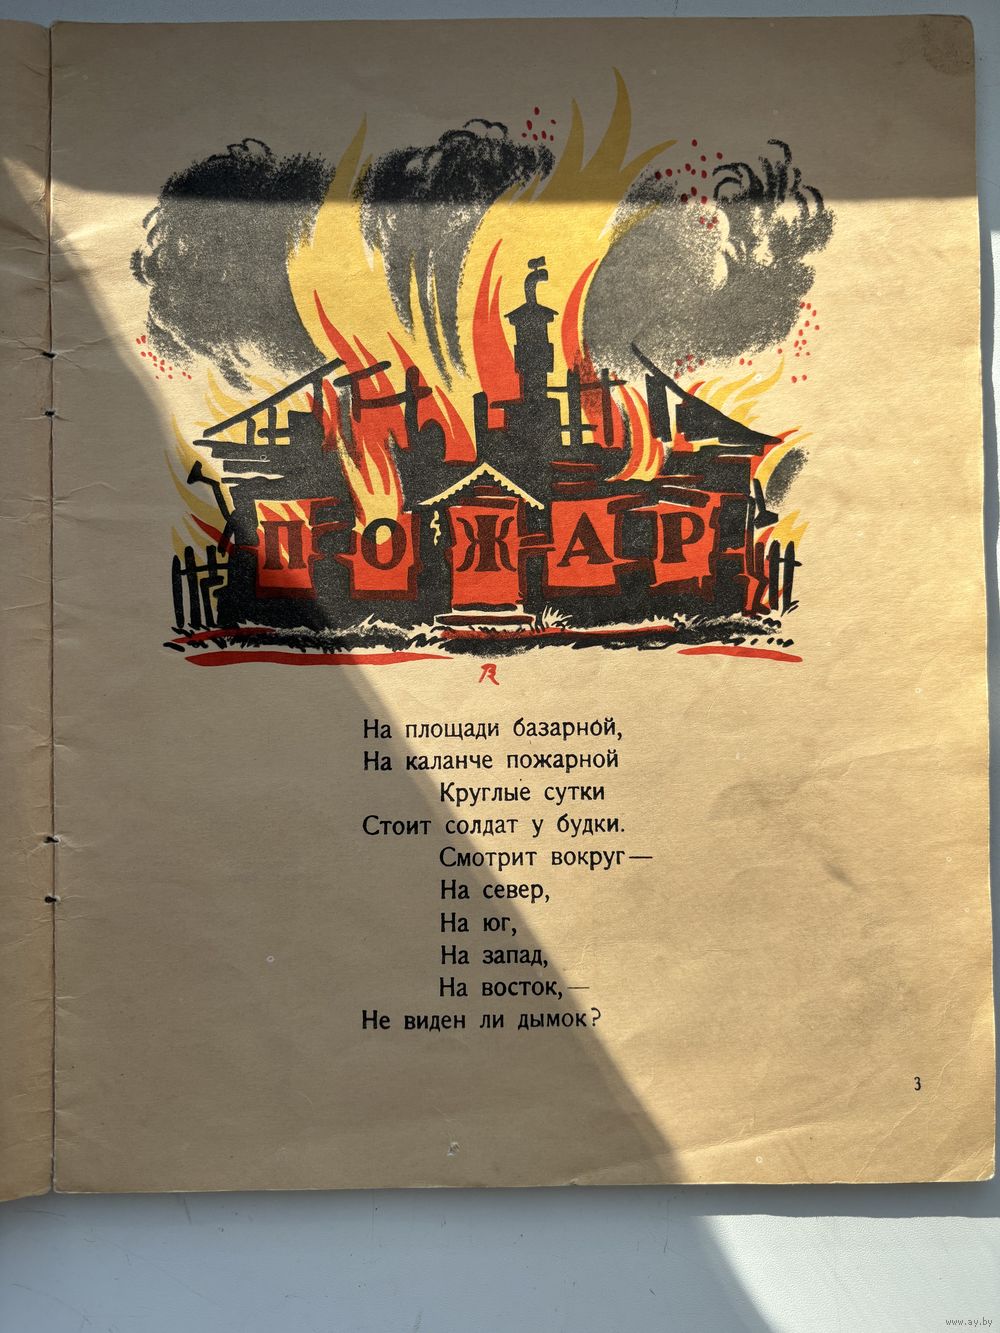 ПОЖАР
На площади базарной,
На каланче пожарной
Круглые сутки
Стоит солдат у будки.
Смотрит вокруг—
На север,
На юг,
На запад,
На восток,—
Не виден ли дымок?
3
www.ay.by